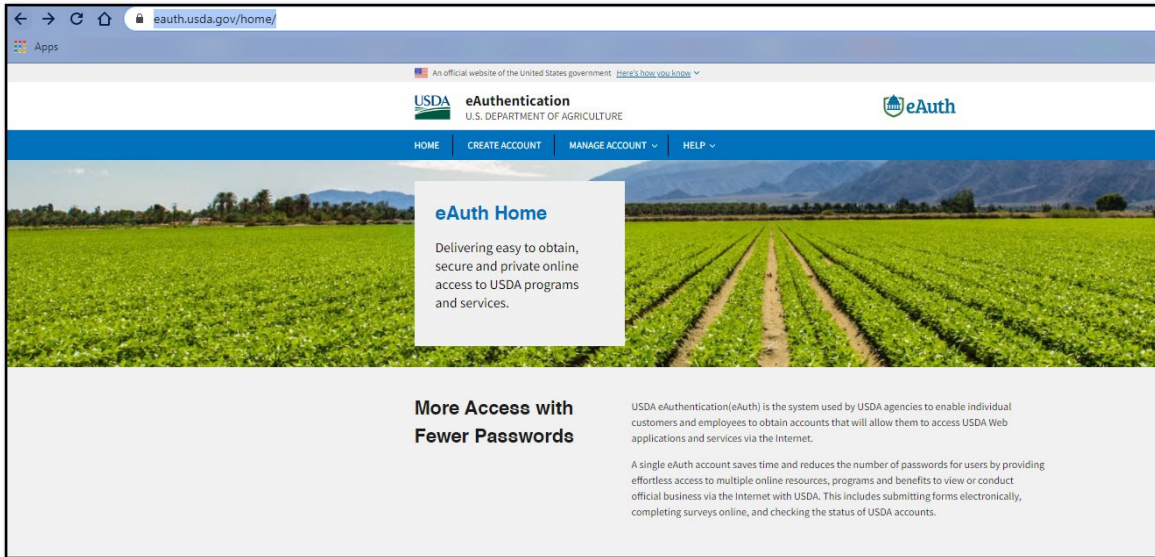 eauth.usda.gov/home/
Apps
An official website of the United States government Here's how you know
USDA
eAuthentication
U.S. DEPARTMENT OF AGRICULTURE
eAuth
HOME CREATE ACCOUNT MANAGE ACCOUNT HELP
eAuth Home
Delivering easy to obtain,
secure and private online
access to USDA programs
and services.
More Access with
Fewer Passwords
USDA eAuthentication(eAuth) is the system used by USDA agencies to enable individual
customers and employees to obtain accounts that will allow them to access USDA Web
applications and services via the Internet.
A single eAuth account saves time and reduces the number of passwords for users by providing
effortless access to multiple online resources, programs and benefits to view or conduct
official business via the Internet with USDA. This includes submitting forms electronically,
completing surveys online, and checking the status of USDA accounts.